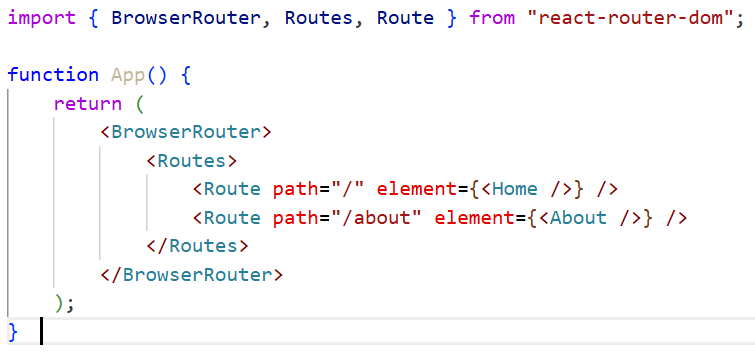 import { BrowserRouter, Routes, Route } from "react-router-dom";

function App() {
    return (
        <BrowserRouter>
            <Routes>
                <Route path="/" element={<Home />} />
                <Route path="/about" element={<About />} />
            </Routes>
        </BrowserRouter>
    );
}